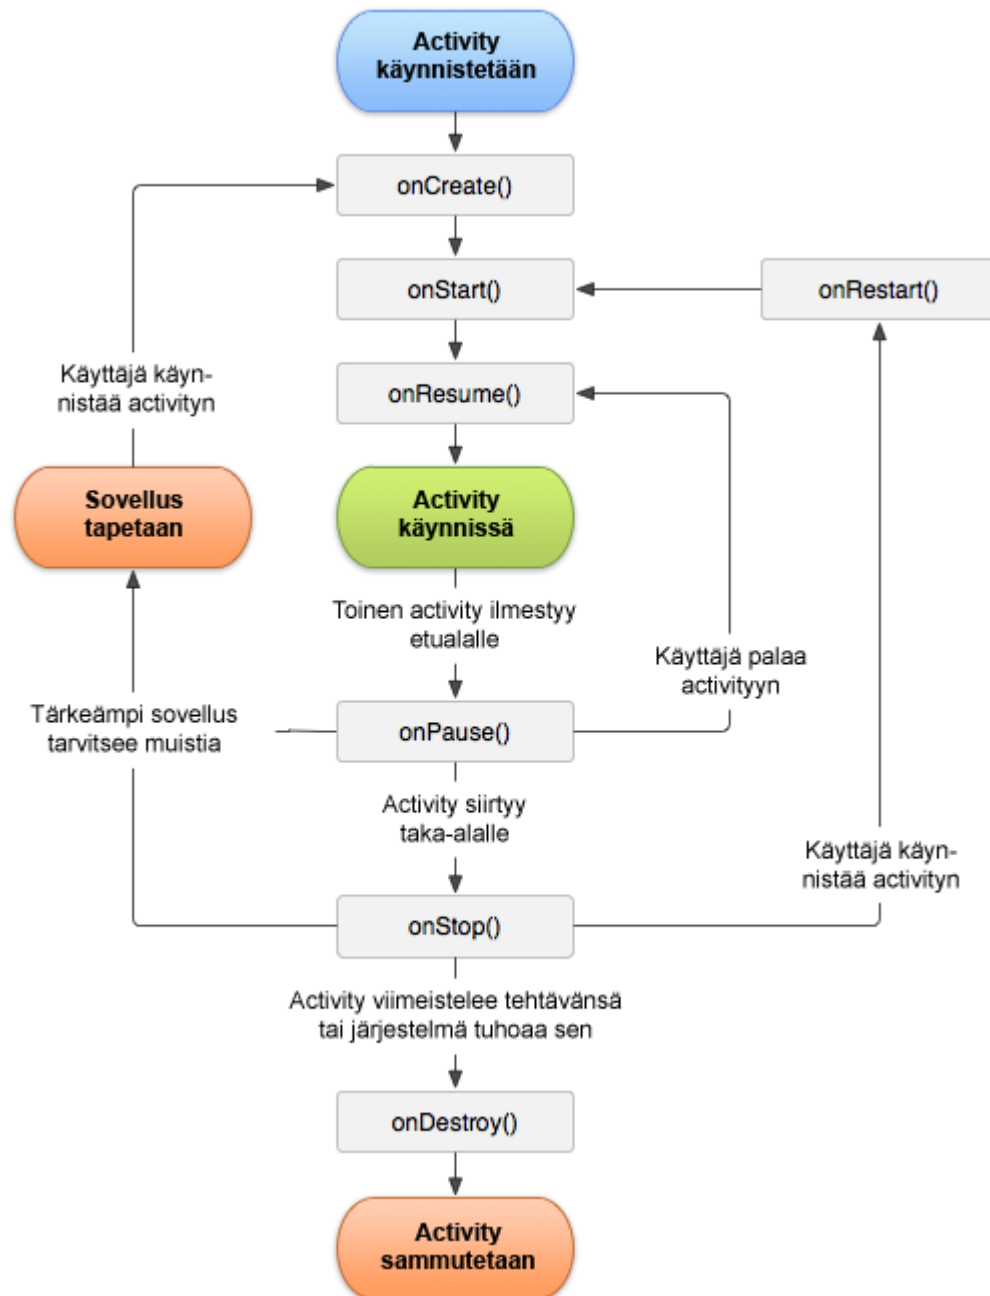 Activity
käynnistetään
onCreate()
onStart()
onRestart()
Käyttäjä käyn-
nistää activityn
onResume()
Sovellus
tapetaan
Activity
käynnissä
Toinen activity ilmestyy
etualalle
Käyttäjä palaa
activityyn
Tärkeämpi sovellus
tarvitsee muistia
onPause()
Activity siirtyy
taka-alalle
Käyttäjä käyn-
nistää activityn
onStop()
Activity viimeistelee tehtävänsä
tai järjestelmä tuhoaa sen
onDestroy()
Activity
sammutetaan